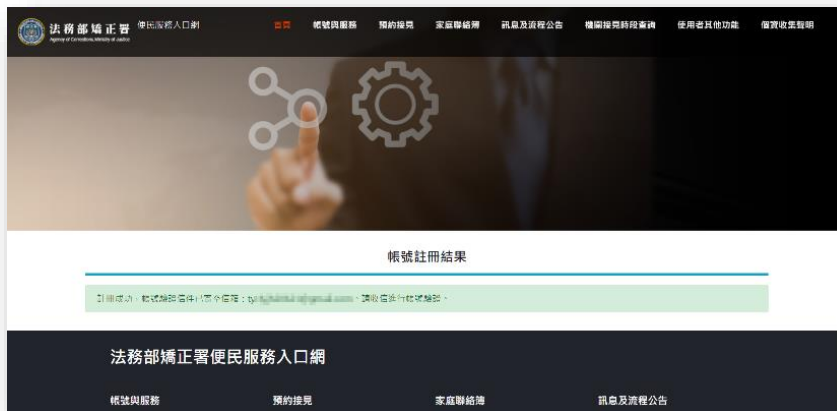 法務部矯正署 便民服務入口網
Agency of Corrections, Ministry of Justice
首頁 帳號與服務 預約接見 家庭聯絡簿 訊息及流程公告 機關接見時段查詢 使用者其他功能 個資收集聲明
帳號註冊結果
註冊成功，帳號驗證信件已寄至信箱：，請收信進行帳號驗證。
法務部矯正署便民服務入口網
帳號與服務 預約接見 家庭聯絡簿 訊息及流程公告